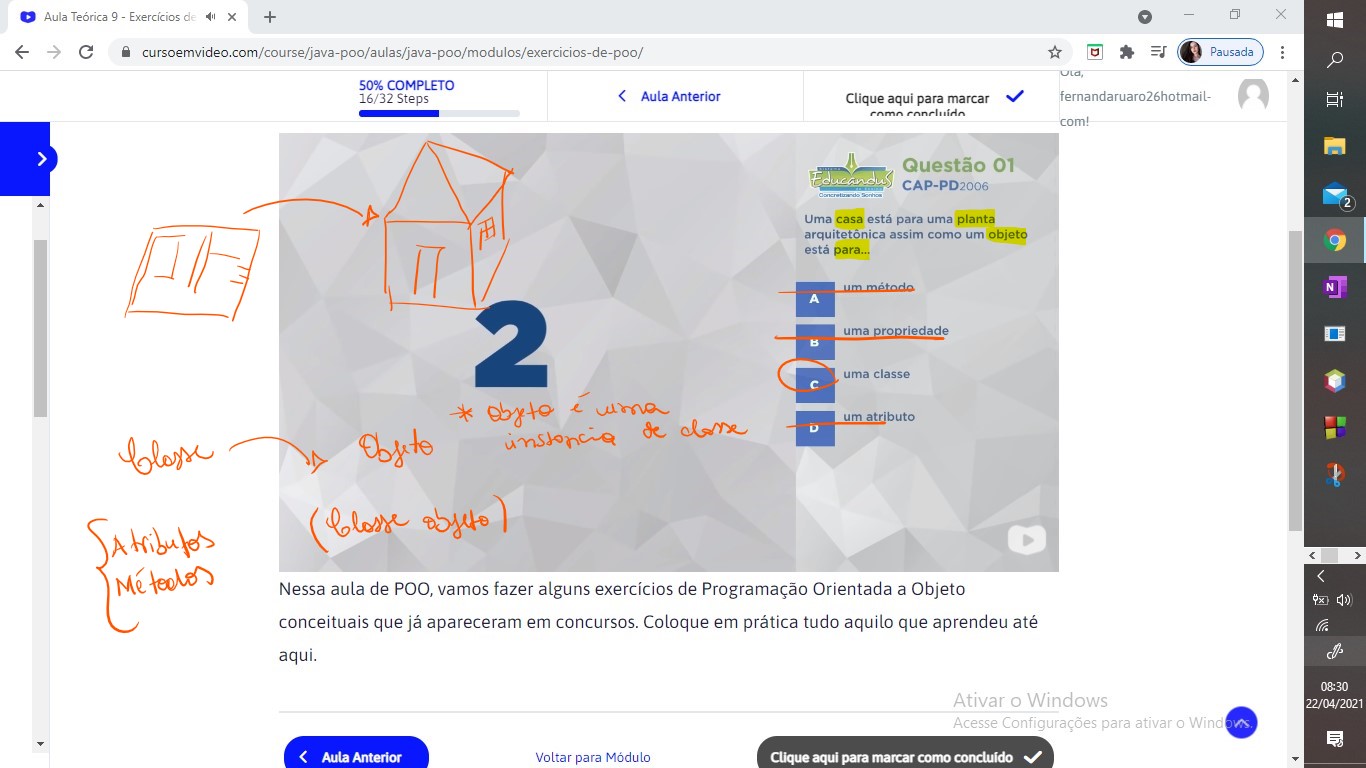 Aula Teórica 9 - Exercícios de
cursoemvideo.com/course/java-poo/aulas/java-poo/modulos/exercicios-de-poo/
Pausada
50% COMPLETO
16/32 Steps
Aula Anterior
Clique aqui para marcar
como concluído
Olá,
fernandaruaro26hotmail-
com!
Educandus
Concretizando Sonhos
Questão 01
CAP-PD2006
Uma casa está para uma planta
arquitetônica assim como um objeto
está para...
A um método
B uma propriedade
C uma classe
D um atributo
2
* Objeto é uma
instancia de classe
Classe
Objeto
(Classe objeto)
Atributos
Métodos
Nessa aula de POO, vamos fazer alguns exercícios de Programação Orientada a Objeto
conceituais que já apareceram em concursos. Coloque em prática tudo aquilo que aprendeu até
aqui.
Ativar o Windows
Acesse Configurações para ativar o Windows.
Aula Anterior
Voltar para Módulo
Clique aqui para marcar como concluído
2
N
08:30
22/04/2021